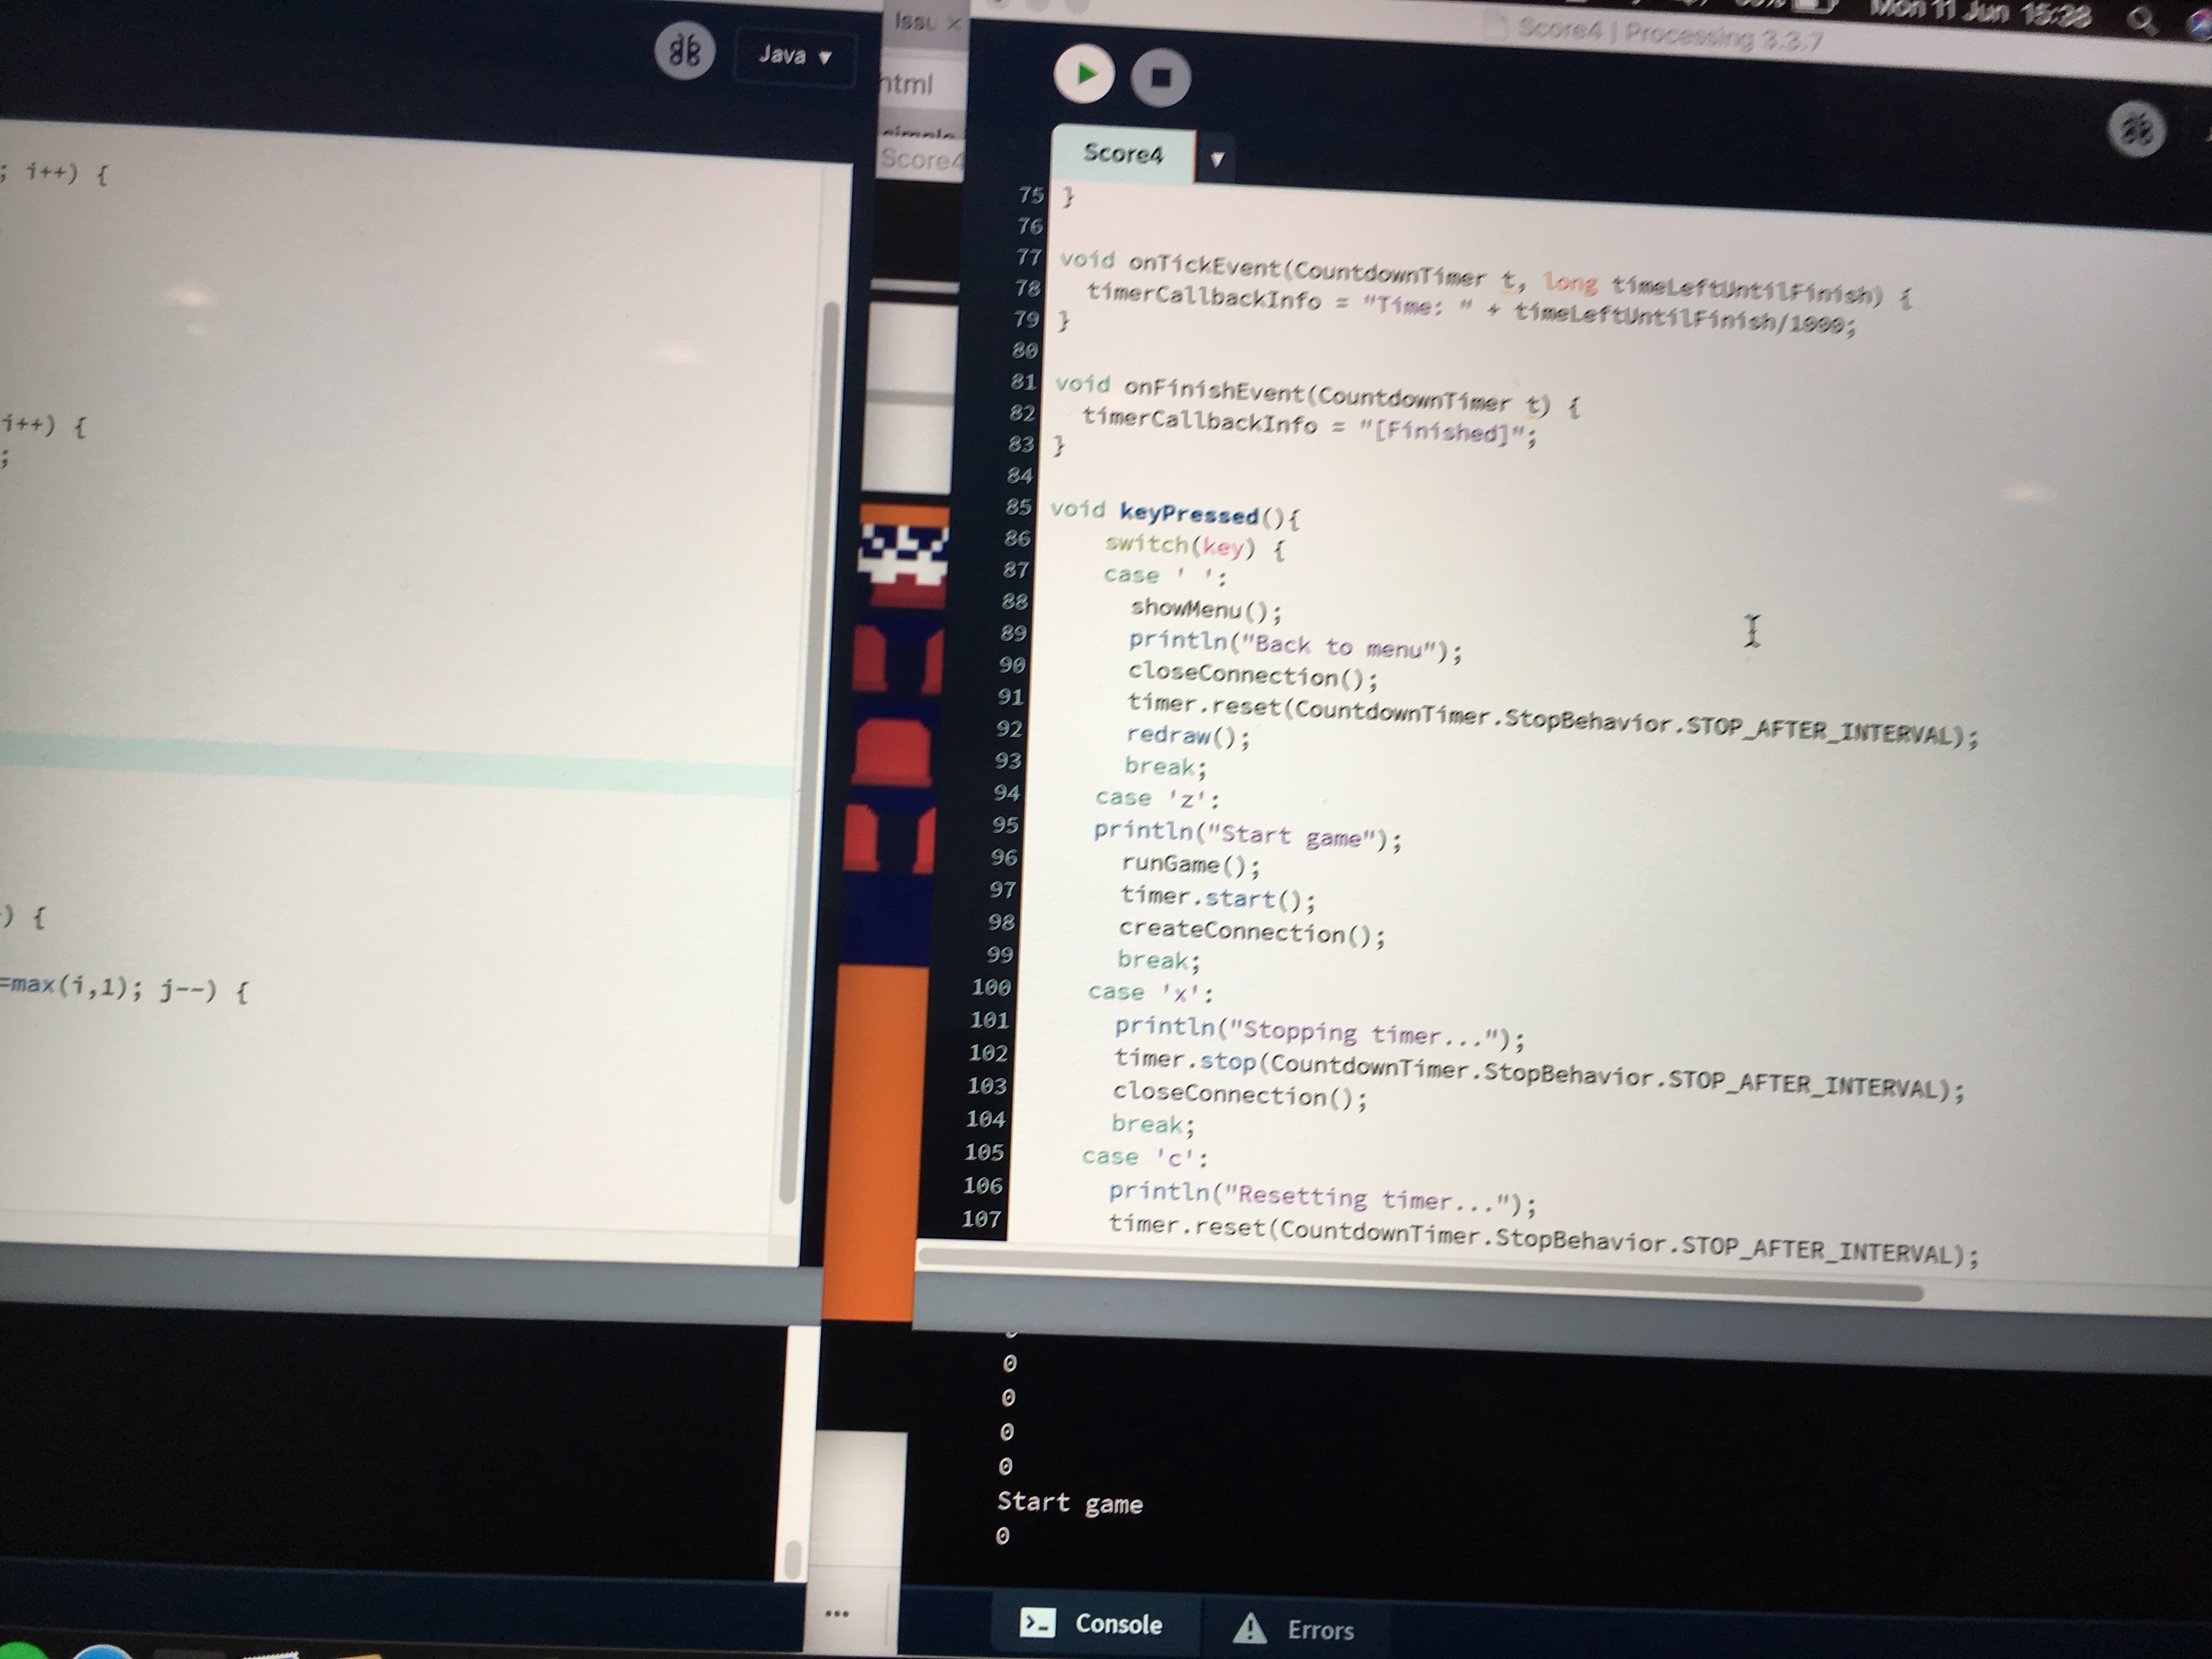 Java ▼
; i++) {
i++) {
;
) {
=max(i,1); j--) {
Issu ×
html
simple
Score4
Mon 11 Jun 15:38
Score4 | Processing 3.3.7
Score4 ▼
75 }
76
77 void onTickEvent(CountdownTimer t, long timeLeftUntilFinish) {
78 timerCallbackInfo = "Time: " + timeLeftUntilFinish/1000;
79 }
80
81 void onFinishEvent(CountdownTimer t) {
82 timerCallbackInfo = "[Finished]";
83 }
84
85 void keyPressed(){
86 switch(key) {
87 case ' ':
88 showMenu();
89 println("Back to menu");
90 closeConnection();
91 timer.reset(CountdownTimer.StopBehavior.STOP_AFTER_INTERVAL);
92 redraw();
93 break;
94 case 'z':
95 println("Start game");
96 runGame();
97 timer.start();
98 createConnection();
99 break;
100 case 'x':
101 println("Stopping timer...");
102 timer.stop(CountdownTimer.StopBehavior.STOP_AFTER_INTERVAL);
103 closeConnection();
104 break;
105 case 'c':
106 println("Resetting timer...");
107 timer.reset(CountdownTimer.StopBehavior.STOP_AFTER_INTERVAL);
0
0
0
0
Start game
0
Console
Errors